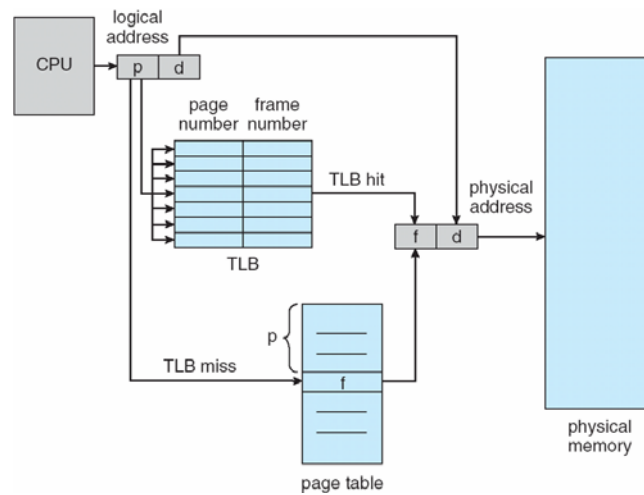 logical
address
CPU
p
d
page
number
frame
number
TLB hit
physical
address
f
d
TLB
p
TLB miss
f
page table
physical
memory